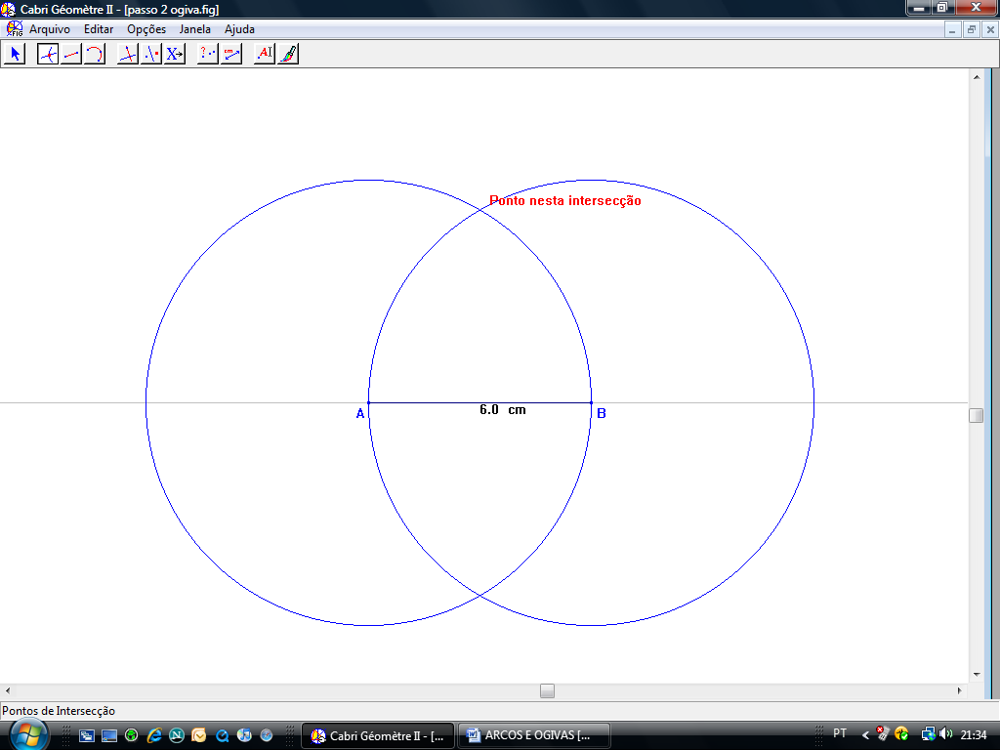 Cabri Géomètre II - [passo 2 ogiva.fig]
Arquivo Editar Opções Janela Ajuda
Ponto nesta intersecção
A 6.0 cm B
Pontos de Intersecção
Cabri Géomètre II - [... ARCOS E OGIVAS [... PT 21:34